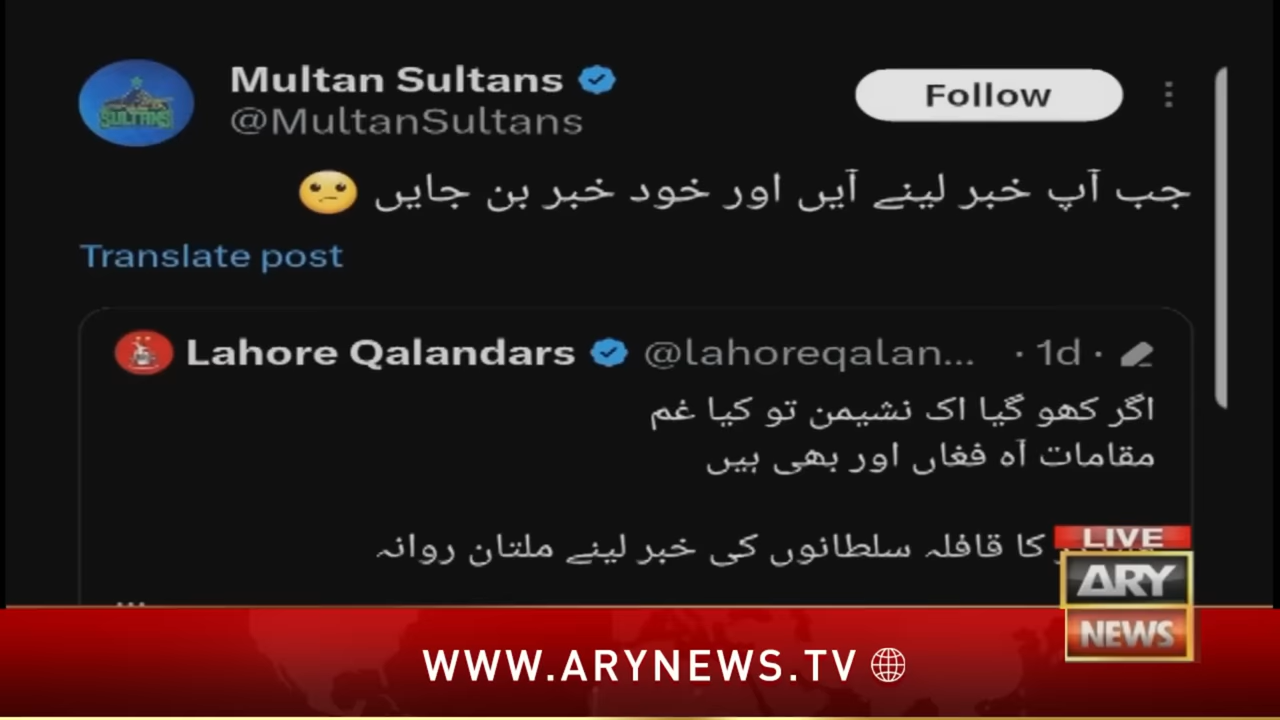 Multan Sultans
Follow
@MultanSultans
جب آپ خبر لینے آیں اور خود خبر بن جایں 🫤
Translate post
Lahore Qalandars @lahoreqalan... · 1d ·
اگر کھو گیا اک نشیمن تو کیا غم
مقامات آہ فغاں اور بھی ہیں
کا قافلہ سلطانوں کی خبر لینے ملتان روانہ
...
LIVE
ARY
NEWS
WWW.ARYNEWS.TV
SULTANS